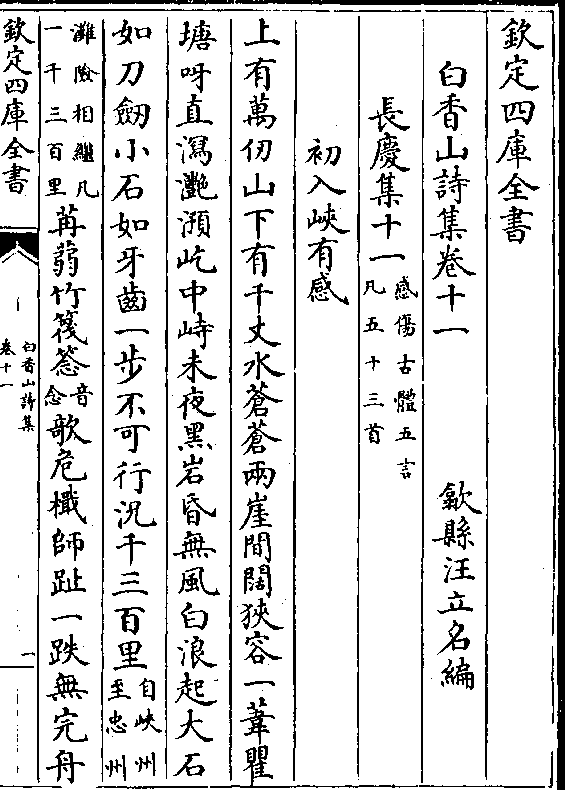 欽定四庫全書
白香山詩集卷十一
歙縣汪立名編
長慶集十一
感傷古體五言
凡五十三首
初入峽有感
上有萬仞山下有千丈水蒼蒼兩崖間闊狹容一葦瞿
塘呀直瀉灔澦屹中峙未夜黑岩昏無風白浪起大石
如刀劒小石如牙齒一步不可行況千三百里
自峽州
至忠州
灘險相繼凡
一千三百里
苒蒻竹篾䉞
音
念
欹危檝師趾一跌無完舟
欽定四庫全書
白香山詩集
卷十一
一